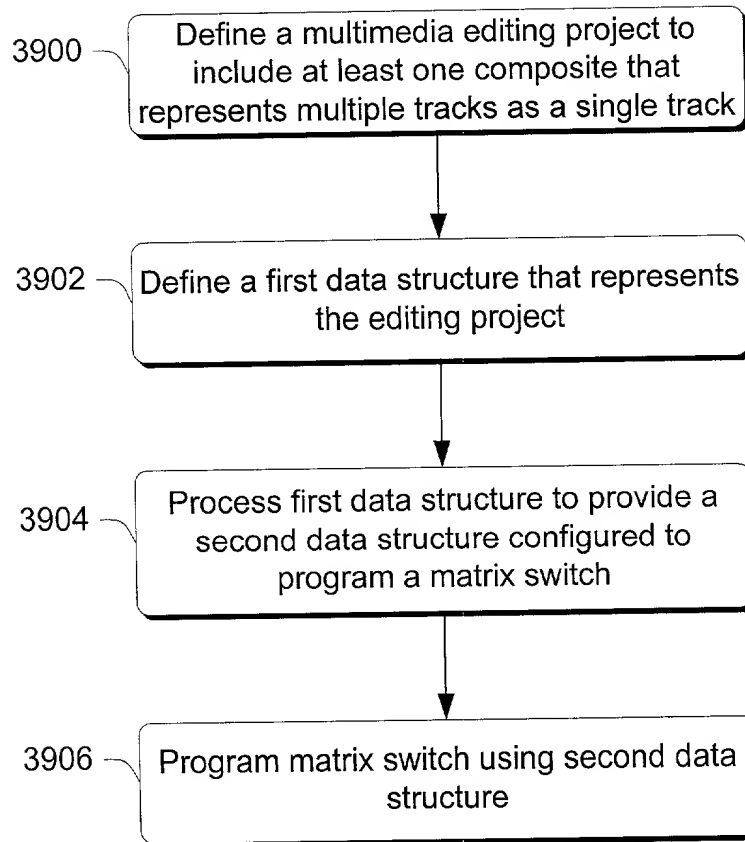 3900
Define a multimedia editing project to
include at least one composite that
represents multiple tracks as a single track
3902
Define a first data structure that represents
the editing project
3904
Process first data structure to provide a
second data structure configured to
program a matrix switch
3906
Program matrix switch using second data
structure